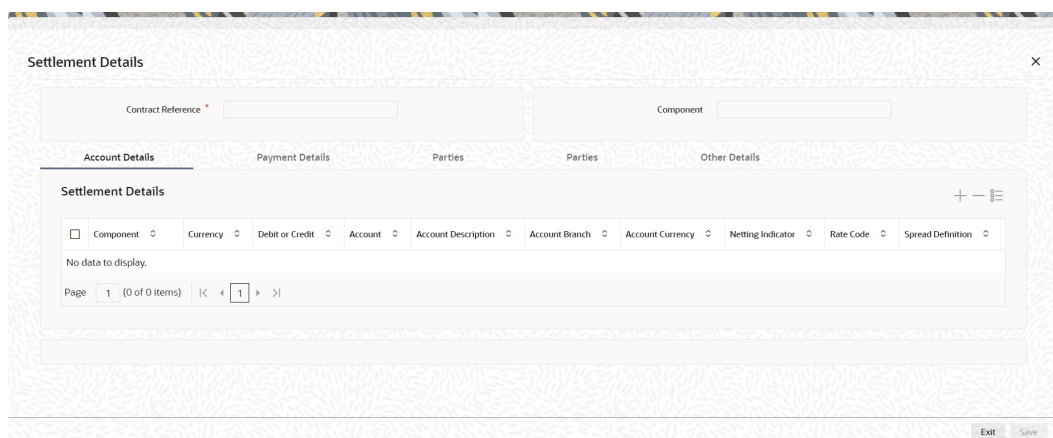 Settlement Details
Contract Reference *
Component
Account Details Payment Details Parties Parties Other Details
Settlement Details
Component Currency Debit or Credit Account Account Description Account Branch Account Currency Netting Indicator Rate Code Spread Definition
No data to display.
Page 1 (0 of 0 items) 1
Exit Save